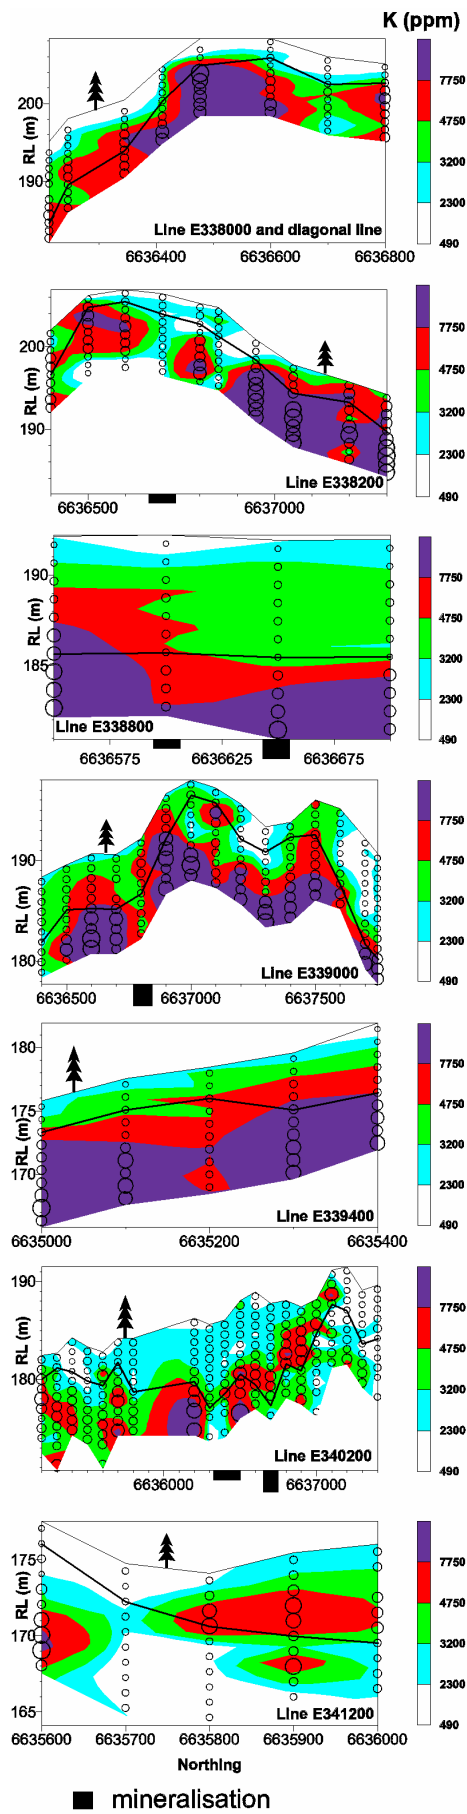 K (ppm)
7750
200
4750
RL (m)
3200
190
2300
Line E338000 and diagonal line
490
6636400 6636600 6636800
7750
200
4750
RL (m)
3200
190
2300
Line E338200
490
6636500 6637000
190
7750
4750
RL (m)
3200
185
2300
Line E338800
490
6636575 6636625 6636675
7750
190
4750
RL (m)
3200
2300
180
Line E339000
490
6636500 6637000 6637500
180
7750
4750
RL (m)
175
3200
170
2300
Line E339400
490
6635000 6635200 6635400
190
7750
4750
RL (m)
180
3200
2300
Line E340200
490
6636000 6637000
175
7750
4750
RL (m)
170
3200
2300
165
Line E341200
490
6635600 6635700 6635800 6635900 6636000
Northing
mineralisation